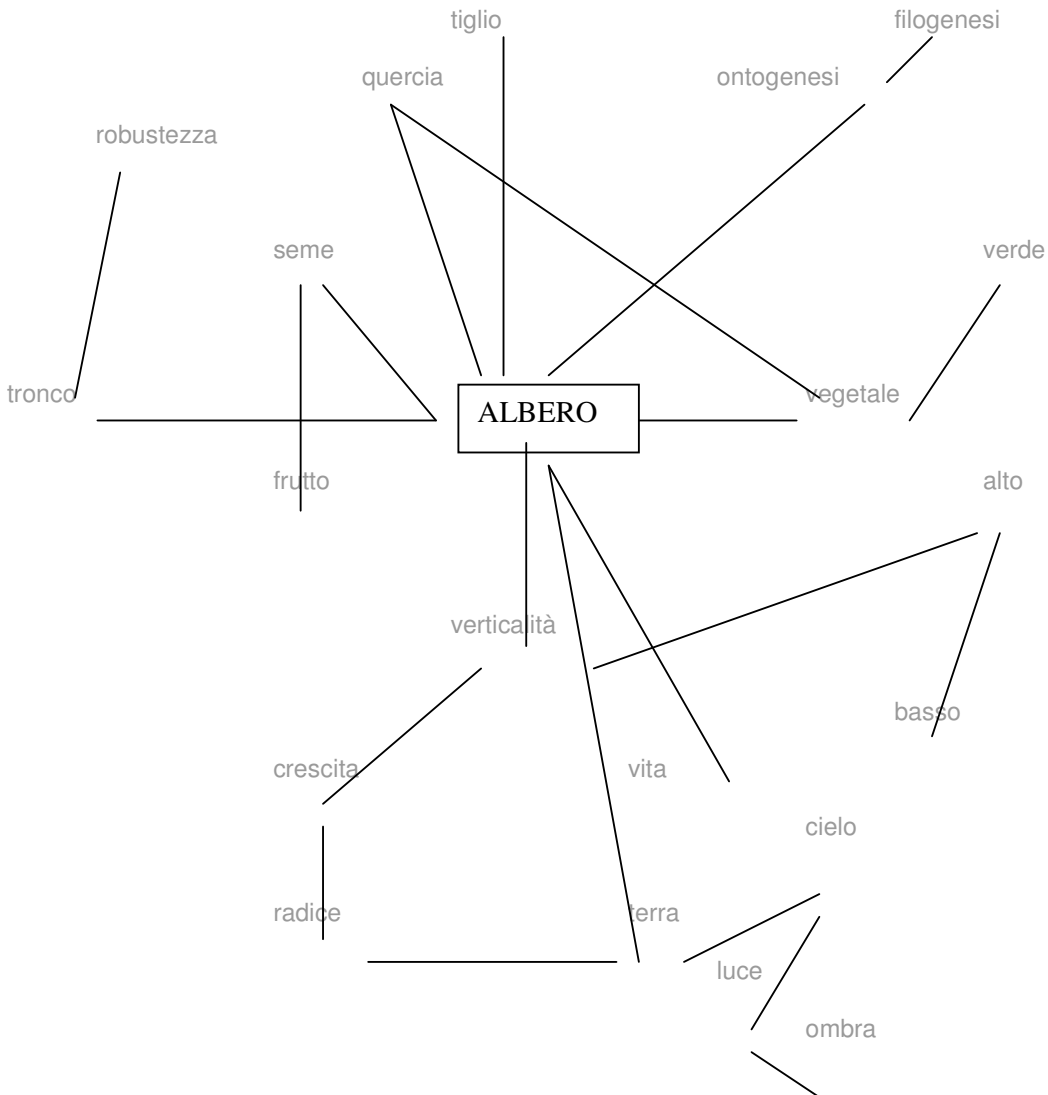 tiglio
filogenesi
quercia
ontogenesi
robustezza
seme
verde
tronco
ALBERO
vegetale
frutto
alto
verticalità
basso
crescita
vita
cielo
radice
terra
luce
ombra